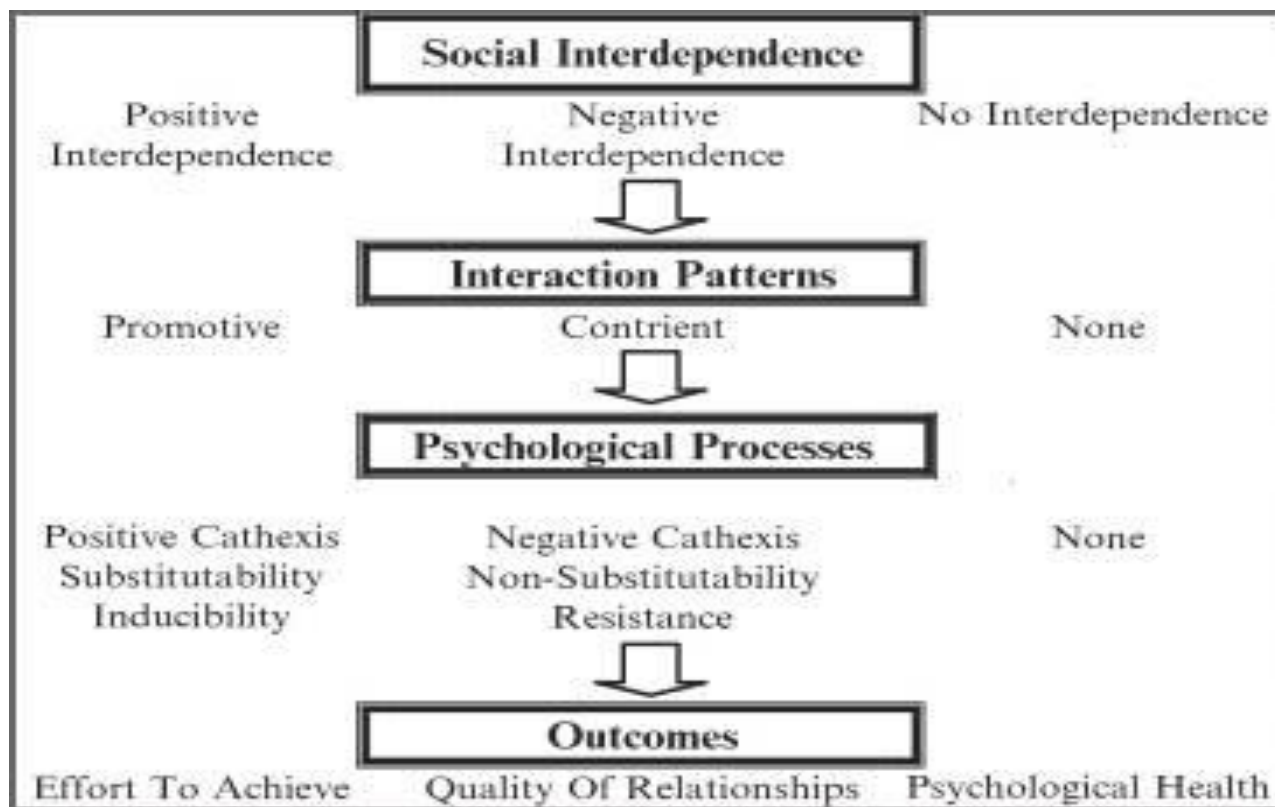 Social Interdependence
Positive Interdependence
Negative Interdependence
No Interdependence
Interaction Patterns
Promotive Contrient None
Psychological Processes
Positive Cathexis Negative Cathexis None
Substitutability Non-Substitutability
Inducibility Resistance
Outcomes
Effort To Achieve Quality Of Relationships Psychological Health